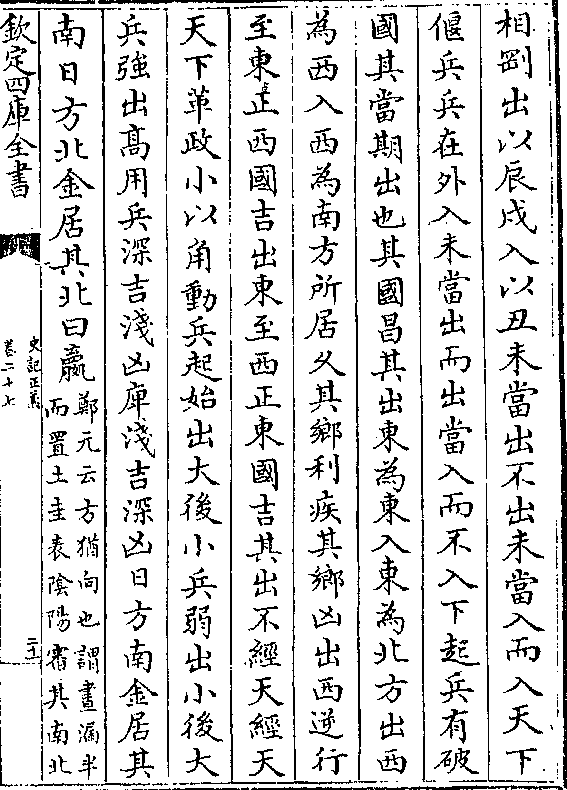 相剛出以辰戌入以丑未當出不出未當入而入天下
偃兵兵在外入未當出而出當入而不入下起兵有破
國其當期出也其國昌其出東為東入東為北方出西
為西入西為南方所居乆其鄉利疾其鄉凶出西逆行
至東正西國吉出東至西正東國吉其出不經天經天
天下革政小以角動兵起始出大後小兵弱出小後大
兵強出髙用兵深吉淺凶庳淺吉深凶日方南金居其
南日方北金居其北曰贏鄭元云方猶向也謂晝漏半
而置土圭表陰陽審其南北
欽定四庫全書
史記正義
卷二十七
二十